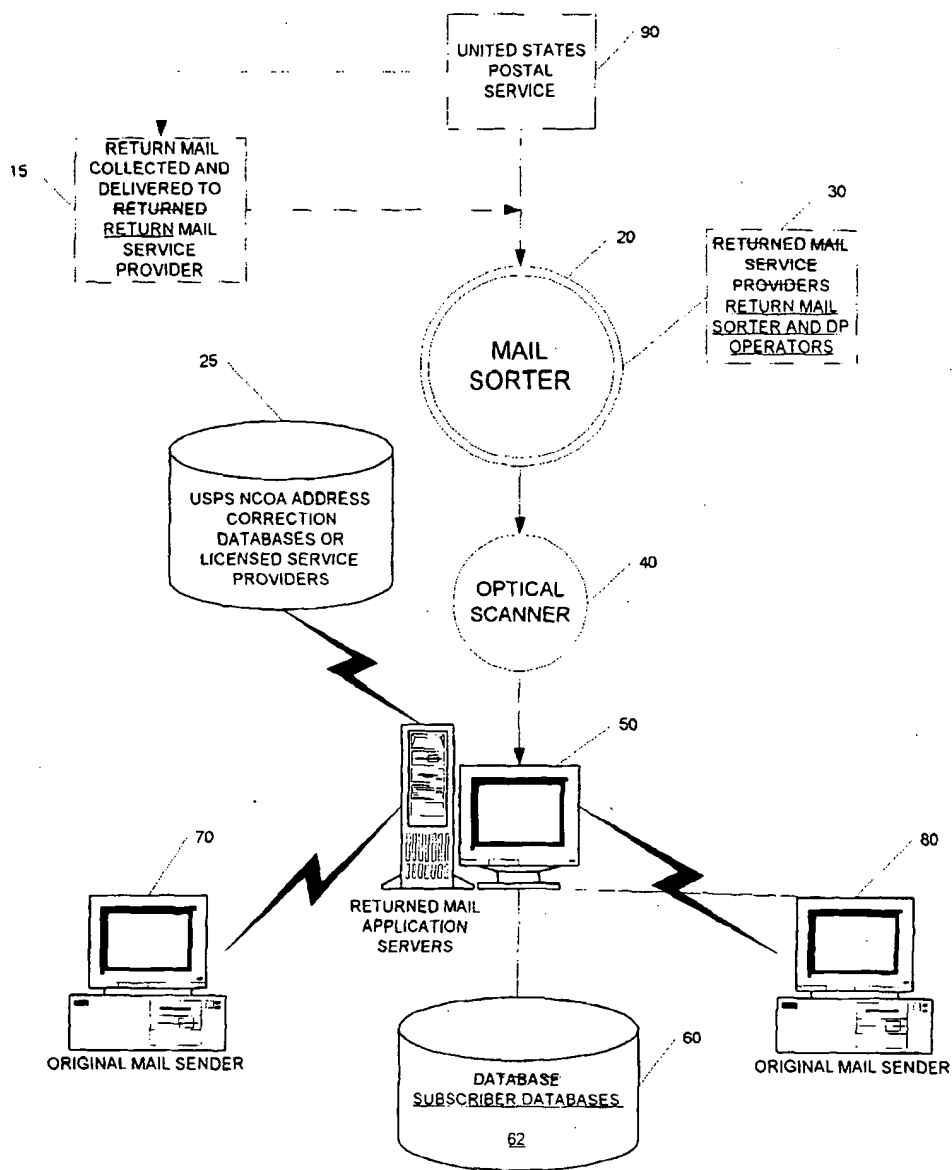 90
UNITED STATES
POSTAL
SERVICE
15
RETURN MAIL
COLLECTED AND
DELIVERED TO
RETURNED
RETURN MAIL
SERVICE
PROVIDER
30
RETURNED MAIL
SERVICE
PROVIDERS
RETURN MAIL
SORTER AND DP
OPERATORS
20
MAIL
SORTER
25
USPS NCOA ADDRESS
CORRECTION
DATABASES OR
LICENSED SERVICE
PROVIDERS
40
OPTICAL
SCANNER
50
RETURNED MAIL
APPLICATION
SERVERS
70
ORIGINAL MAIL SENDER
80
ORIGINAL MAIL SENDER
60
DATABASE
SUBSCRIBER DATABASES
62